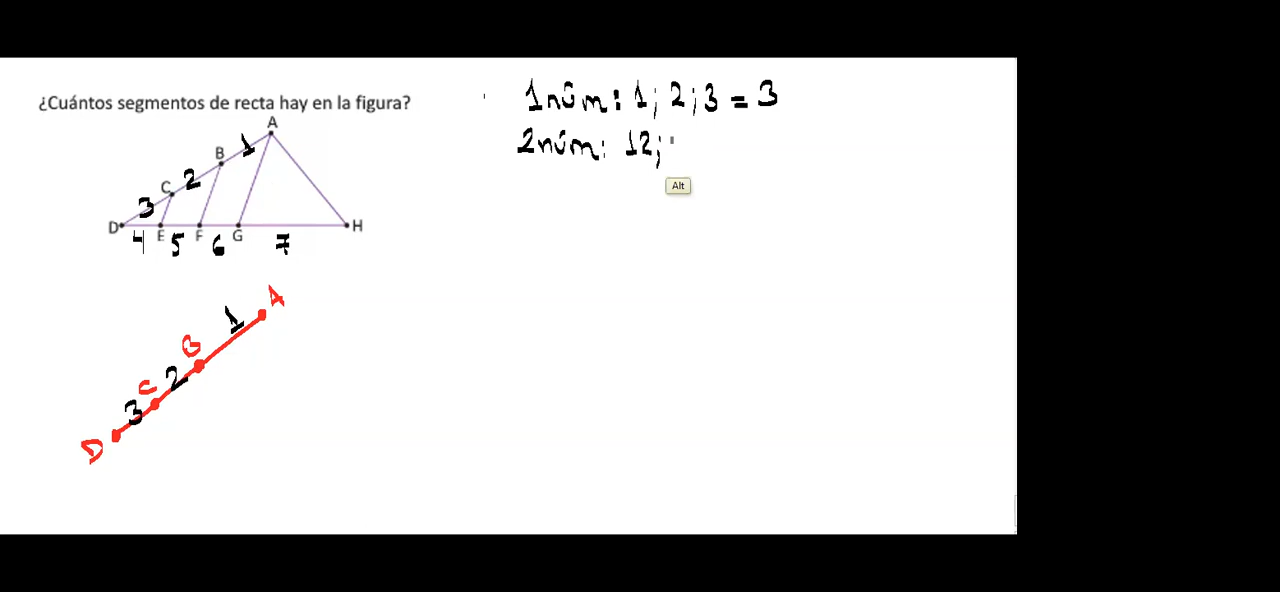 ¿Cuántos segmentos de recta hay en la figura?
1núm: 1; 2; 3 = 3
2núm: 12;
Alt
A
B
1
C
2
3
D
E
F
G
H
4
5
6
7
A
1
B
2
C
3
D